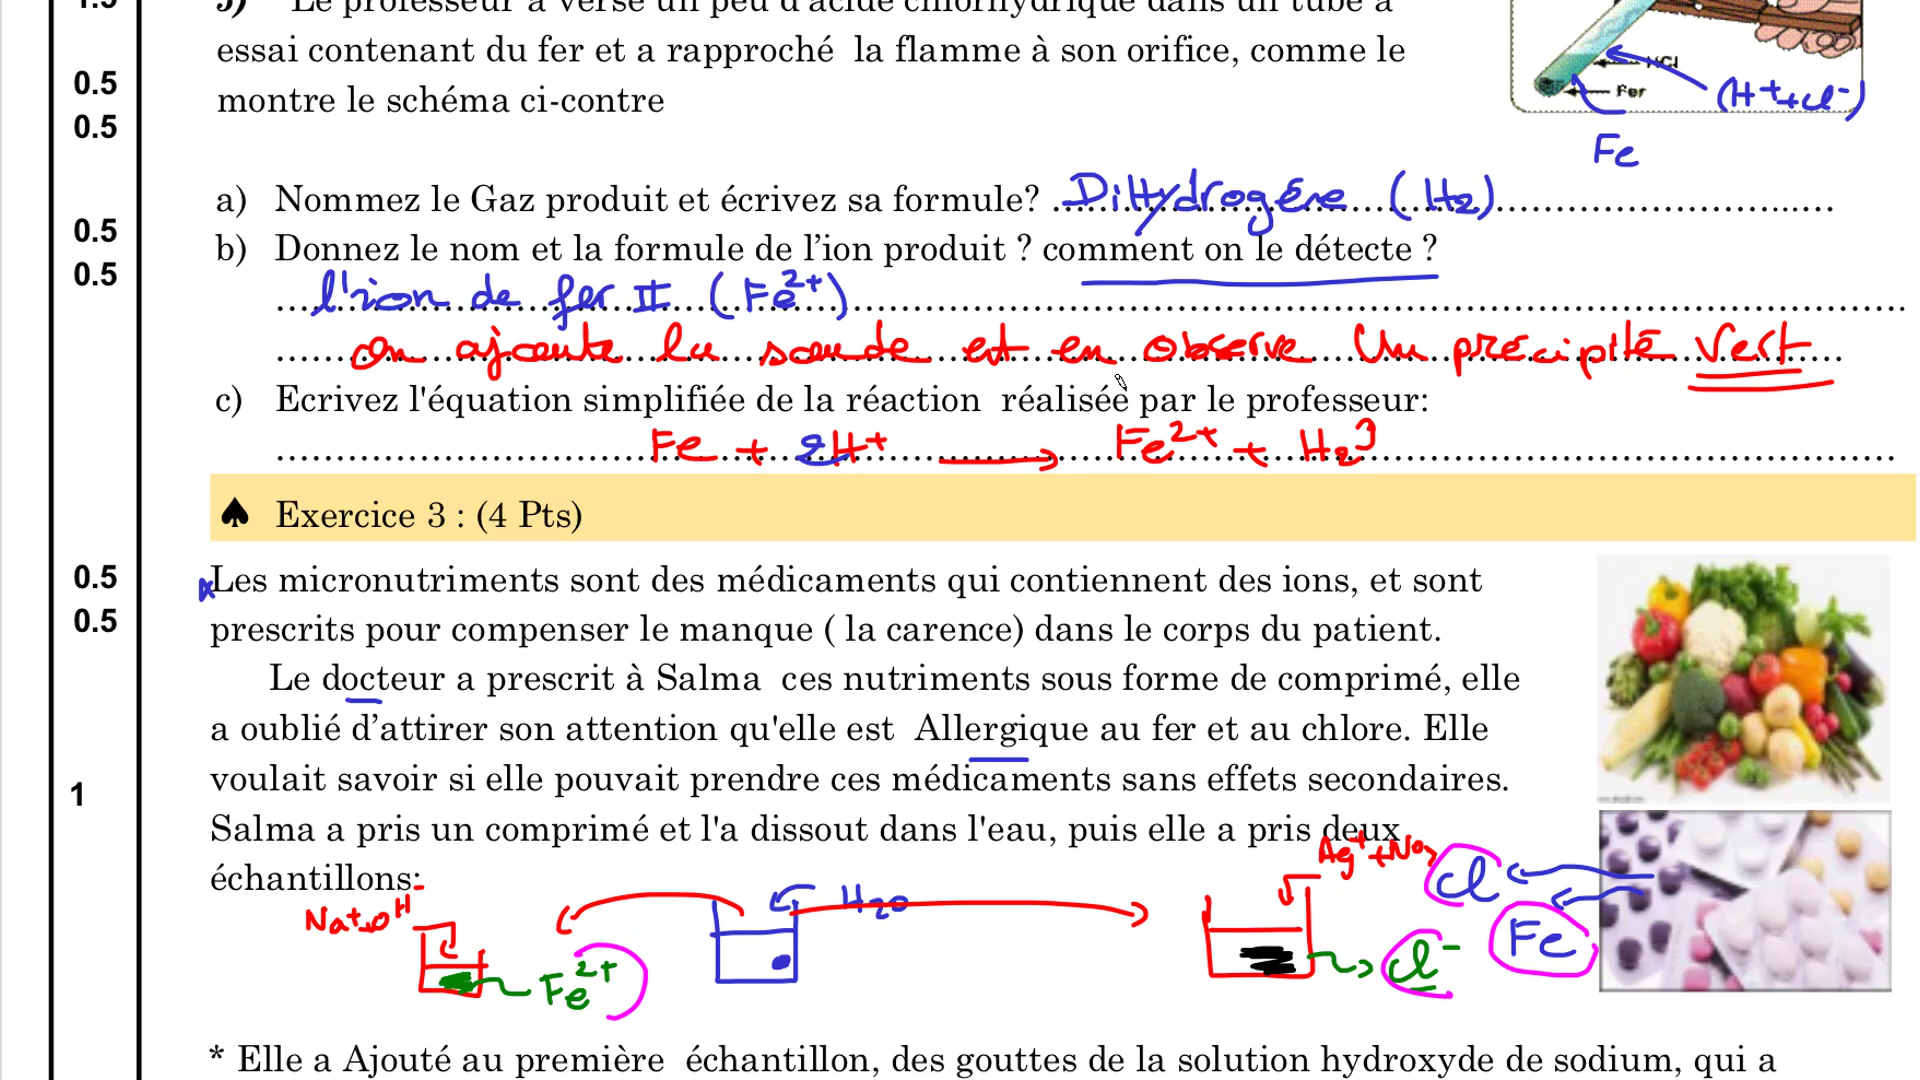 1.5
3) Le professeur a versé un peu d'acide chlorhydrique dans un tube à
essai contenant du fer et a rapproché la flamme à son orifice, comme le
0.5
montre le schéma ci-contre
0.5
HCl
Fer
(H+ + Cl-)
Fe
a) Nommez le Gaz produit et écrivez sa formule? DiHydrogéne (H2)
0.5
b) Donnez le nom et la formule de l’ion produit ? comment on le détecte ?
0.5
l'ion de fer II (Fe2+)
on ajoute la soude est en observe Un précipité Vert
c) Ecrivez l'équation simplifiée de la réaction réaliséè par le professeur:
Fe + 2H+ → Fe2+ + H2
♠ Exercice 3 : (4 Pts)
0.5
Les micronutriments sont des médicaments qui contiennent des ions, et sont
0.5
prescrits pour compenser le manque ( la carence) dans le corps du patient.
Le docteur a prescrit à Salma ces nutriments sous forme de comprimé, elle
a oublié d’attirer son attention qu'elle est Allergique au fer et au chlore. Elle
1
voulait savoir si elle pouvait prendre ces médicaments sans effets secondaires.
Salma a pris un comprimé et l'a dissout dans l'eau, puis elle a pris deux
échantillons:
Ag+ + NO3-
Cl
H2O
Na+ + OH-
Fe
Fe2+
Cl-
* Elle a Ajouté au première échantillon, des gouttes de la solution hydroxyde de sodium, qui a